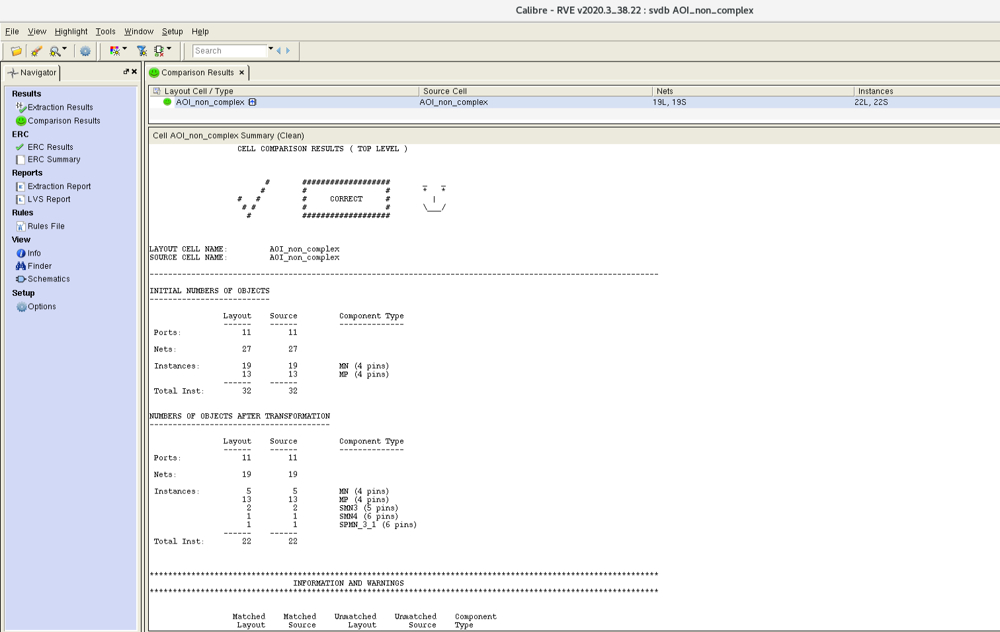 Calibre - RVE v2020.3_38.22 : svdb AOI_non_complex
File View Highlight Tools Window Setup Help
Search
Navigator
Results
Extraction Results
Comparison Results
ERC
ERC Results
ERC Summary
Reports
Extraction Report
LVS Report
Rules
Rules File
View
Info
Finder
Schematics
Setup
Options
Comparison Results
Layout Cell / Type Source Cell Nets Instances
AOI_non_complex AOI_non_complex 19L, 19S 22L, 22S
Cell AOI_non_complex Summary (Clean)
CELL COMPARISON RESULTS ( TOP LEVEL )
# ################### _ _
# # # * *
# # # CORRECT # |
# # # # \___/
# ###################
LAYOUT CELL NAME: AOI_non_complex
SOURCE CELL NAME: AOI_non_complex
--------------------------------------------------------------------------------------------------------------
INITIAL NUMBERS OF OBJECTS
--------------------------
Layout Source Component Type
------ ------ --------------
Ports: 11 11
Nets: 27 27
Instances: 19 19 MN (4 pins)
13 13 MP (4 pins)
------ ------
Total Inst: 32 32
NUMBERS OF OBJECTS AFTER TRANSFORMATION
---------------------------------------
Layout Source Component Type
------ ------ --------------
Ports: 11 11
Nets: 19 19
Instances: 5 5 MN (4 pins)
13 13 MP (4 pins)
2 2 SMN3 (5 pins)
1 1 SMN4 (6 pins)
1 1 SPMN_3_1 (6 pins)
------ ------
Total Inst: 22 22
**************************************************************************************************************
INFORMATION AND WARNINGS
**************************************************************************************************************
Matched Matched Unmatched Unmatched Component
Layout Source Layout Source Type